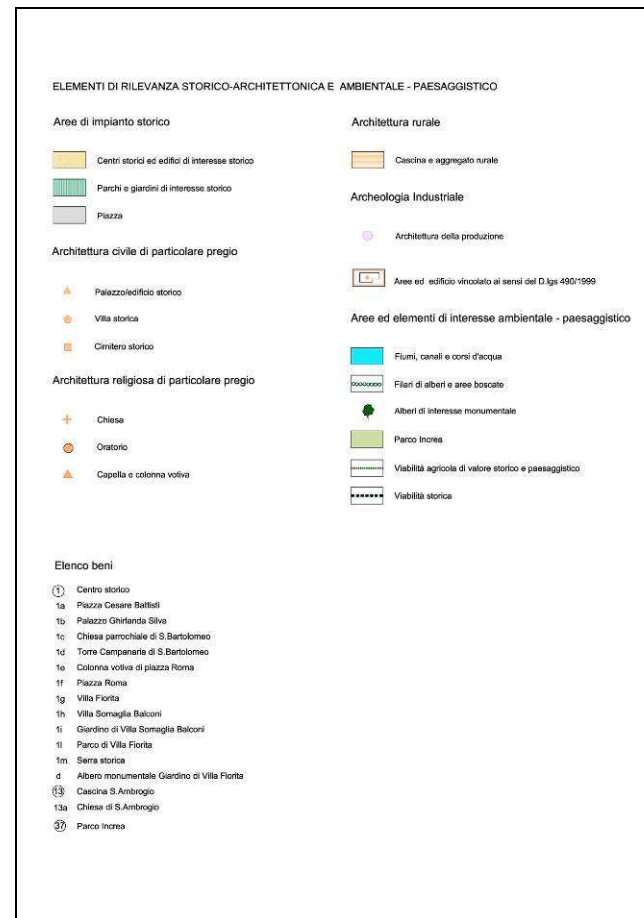 ELEMENTI DI RILEVANZA STORICO-ARCHITETTONICA E AMBIENTALE - PAESAGGISTICO
Aree di impianto storico
Centri storici ed edifici di interesse storico
Parchi e giardini di interesse storico
Piazza
Architettura civile di particolare pregio
Palazzo/edificio storico
Villa storica
Cimitero storico
Architettura religiosa di particolare pregio
Chiesa
Oratorio
Capella e colonna votiva
Architettura rurale
Cascina e aggregato rurale
Archeologia Industriale
Architettura della produzione
Aree ed edificio vincolato ai sensi del D.lgs 490/1999
Aree ed elementi di interesse ambientale - paesaggistico
Fiumi, canali e corsi d'acqua
Filari di alberi e aree boscate
Alberi di interesse monumentale
Parco Increa
Viabilità agricola di valore storico e paesaggistico
Viabilità storica
Elenco beni
1 Centro storico
1a Piazza Cesare Battisti
1b Palazzo Ghirlanda Silva
1c Chiesa parrochiale di S.Bartolomeo
1d Torre Campanaria di S.Bartolomeo
1e Colonna votiva di piazza Roma
1f Piazza Roma
1g Villa Fiorita
1h Villa Somaglia Balconi
1i Giardino di Villa Somaglia Balconi
1l Parco di Villa Fiorita
1m Serra storica
d Albero monumentale Giardino di Villa Fiorita
13 Cascina S.Ambrogio
13a Chiesa di S.Ambrogio
37 Parco Increa